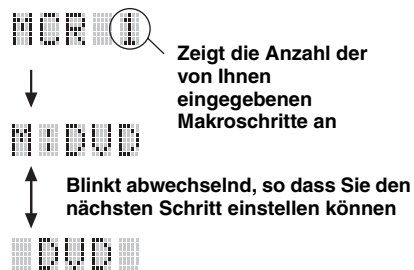 MCR 1
Zeigt die Anzahl der
von Ihnen
eingegebenen
Makroschritte an
M:DVD
Blinkt abwechselnd, so dass Sie den
nächsten Schritt einstellen können
DVD